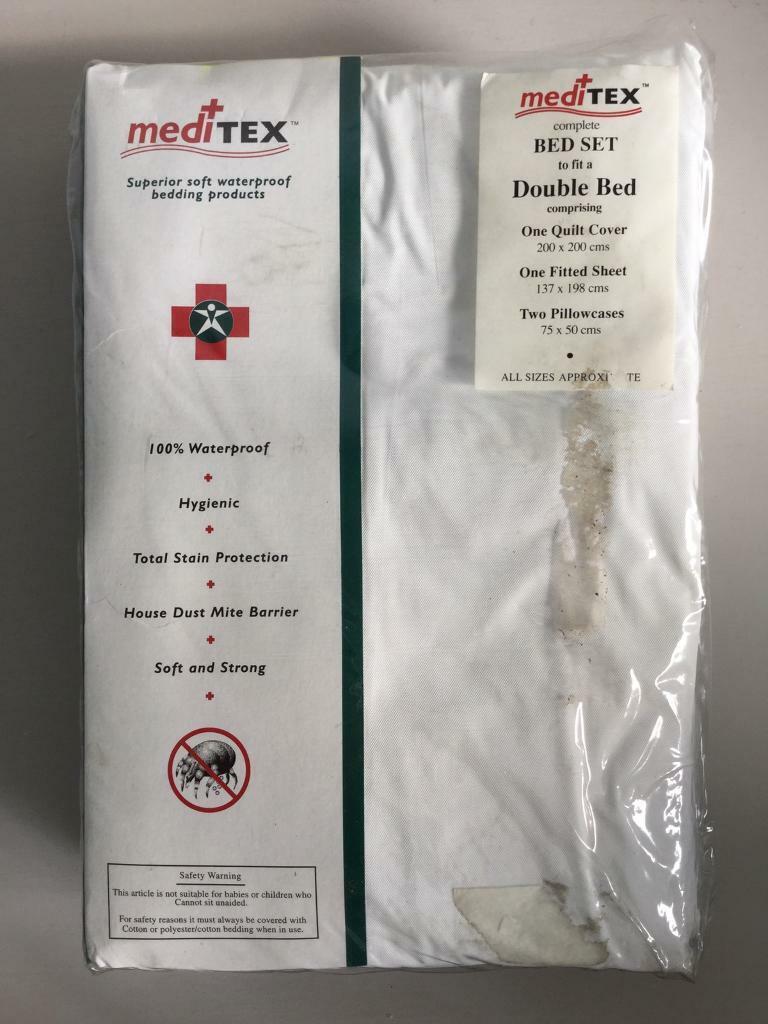 mediTEX™
Superior soft waterproof
bedding products
100% Waterproof
Hygienic
Total Stain Protection
House Dust Mite Barrier
Soft and Strong
Safety Warning
This article is not suitable for babies or children who
Cannot sit unaided.
For safety reasons it must always be covered with
Cotton or polyester/cotton bedding when in use.
mediTEX™
complete
BED SET
to fit a
Double Bed
comprising
One Quilt Cover
200 x 200 cms
One Fitted Sheet
137 x 198 cms
Two Pillowcases
75 x 50 cms
ALL SIZES